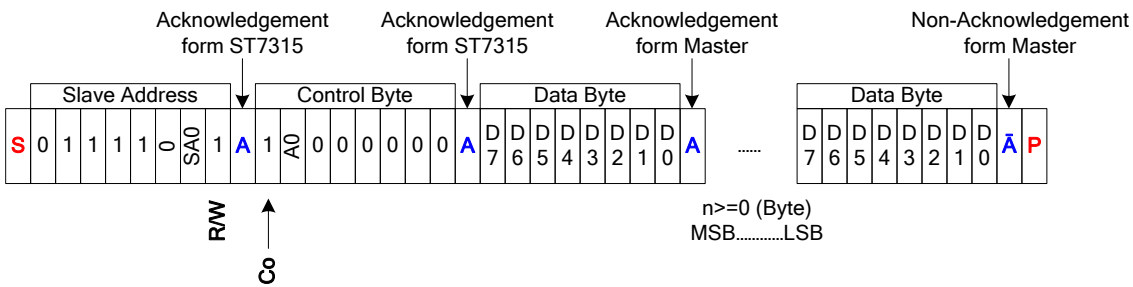 Acknowledgement
form ST7315
Acknowledgement
form ST7315
Acknowledgement
form Master
Non-Acknowledgement
form Master
Slave Address
Control Byte
Data Byte
Data Byte
S 0 1 1 1 1 0 SA0 1 A 1 A0 0 0 0 0 0 0 A D7 D6 D5 D4 D3 D2 D1 D0 A ...... D7 D6 D5 D4 D3 D2 D1 D0 Ā P
R/W
Co
n>=0 (Byte)
MSB............LSB